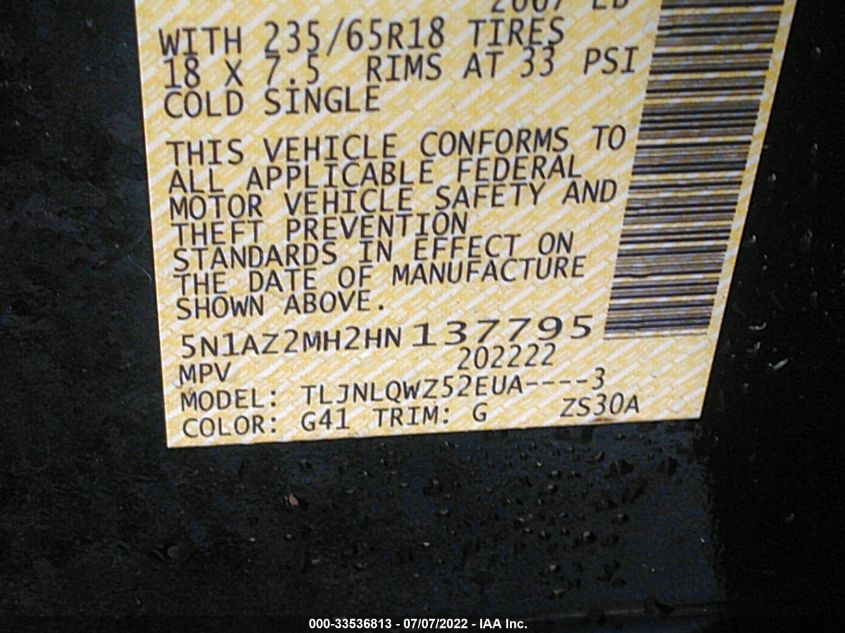 WITH 235/65R18 TIRES
18 X 7.5 RIMS AT 33 PSI
COLD SINGLE
THIS VEHICLE CONFORMS TO
ALL APPLICABLE FEDERAL
MOTOR VEHICLE SAFETY AND
THEFT PREVENTION
STANDARDS IN EFFECT ON
THE DATE OF MANUFACTURE
SHOWN ABOVE.
5N1AZ2MH2HN137795
MPV 202222
MODEL: TLJNLQWZ52EUA----3
COLOR: G41 TRIM: G ZS30A
000-33536813 - 07/07/2022 - IAA Inc.